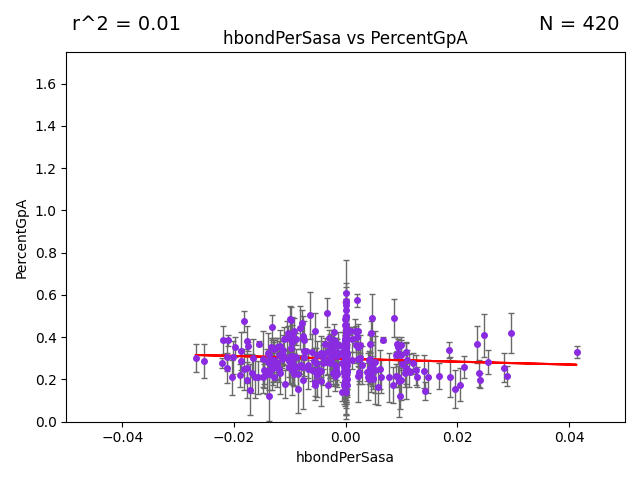 r^2 = 0.01
N = 420
hbondPerSasa vs PercentGpA
PercentGpA
1.6
1.4
1.2
1.0
0.8
0.6
0.4
0.2
0.0
−0.04 −0.02 0.00 0.02 0.04
hbondPerSasa